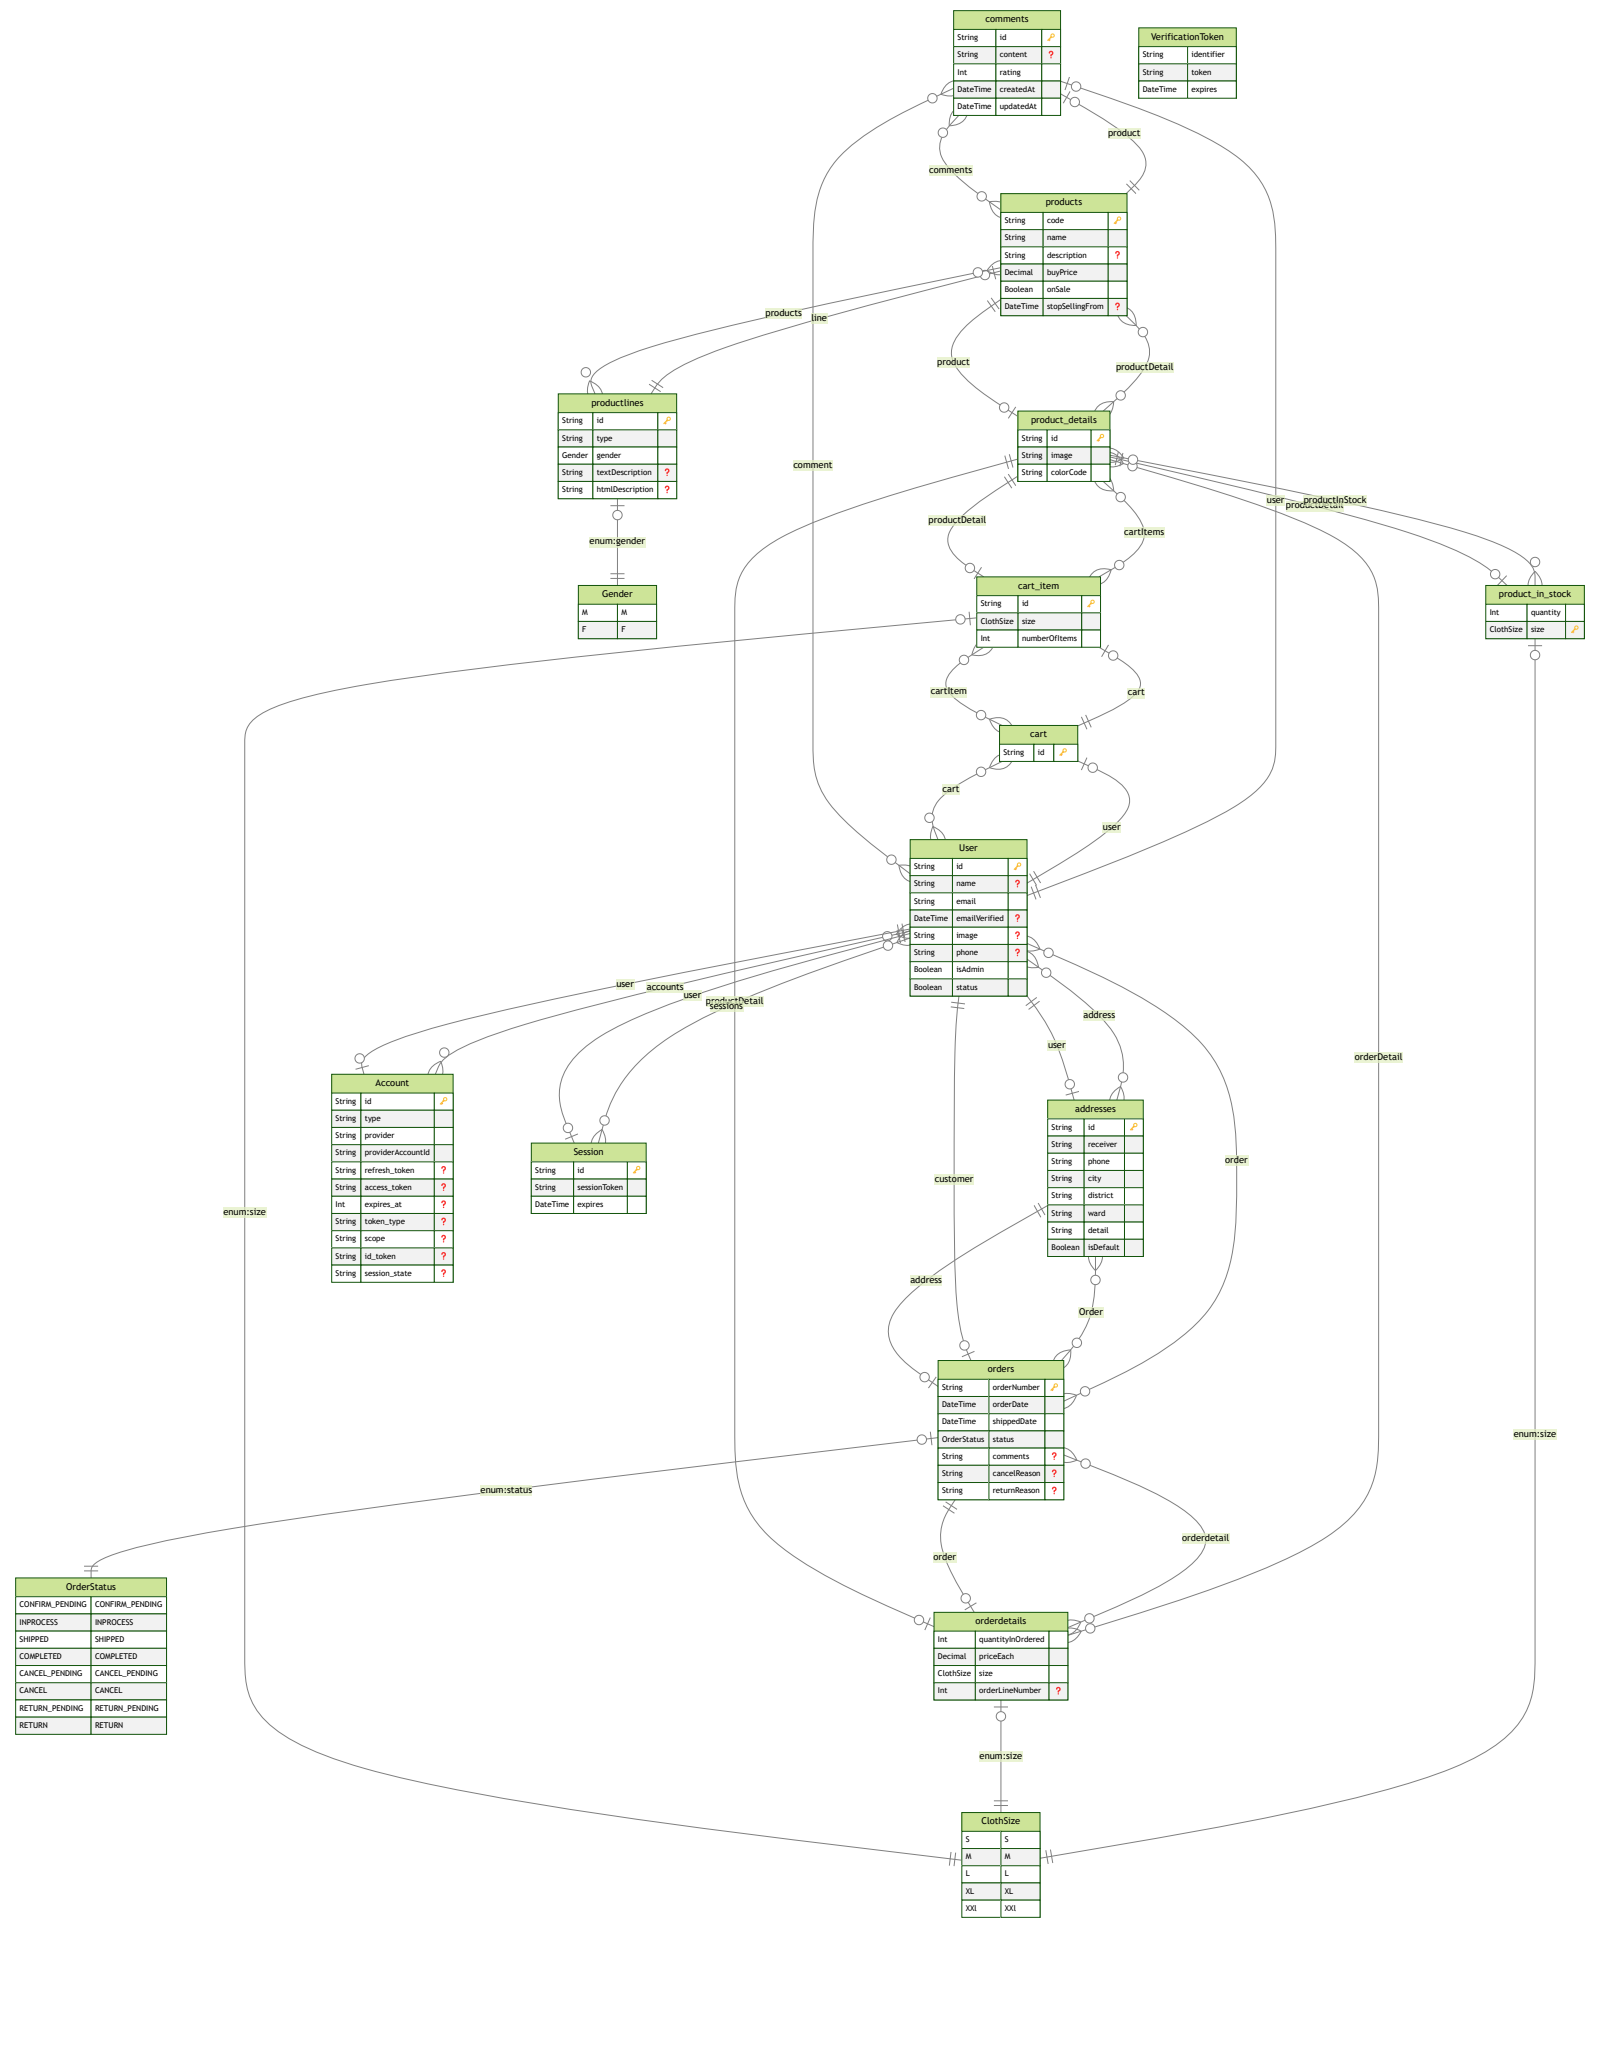 comments
String id
String content ?
Int rating
DateTime createdAt
DateTime updatedAt
VerificationToken
String identifier
String token
DateTime expires
product
comments
products
String code
String name
String description ?
Decimal buyPrice
Boolean onSale
DateTime stopSellingFrom ?
products
line
product
productDetail
productlines
String id
String type
Gender gender
String textDescription ?
String htmlDescription ?
product_details
String id
String image
String colorCode
comment
user
productDetail
productInStock
productDetail
cartItems
enum:gender
Gender
M M
F F
cart_item
String id
ClothSize size
Int numberOfItems
product_in_stock
Int quantity
ClothSize size
cartItem
cart
cart
String id
cart
user
User
String id
String name ?
String email
DateTime emailVerified ?
String image ?
String phone ?
Boolean isAdmin
Boolean status
user
accounts
user
productDetail
sessions
address
user
customer
order
orderDetail
Account
String id
String type
String provider
String providerAccountId
String refresh_token ?
String access_token ?
Int expires_at ?
String token_type ?
String scope ?
String id_token ?
String session_state ?
Session
String id
String sessionToken
DateTime expires
addresses
String id
String receiver
String phone
String city
String district
String ward
String detail
Boolean isDefault
enum:size
address
Order
orders
String orderNumber
DateTime orderDate
DateTime shippedDate
OrderStatus status
String comments ?
String cancelReason ?
String returnReason ?
enum:size
enum:status
order
orderdetail
OrderStatus
CONFIRM_PENDING CONFIRM_PENDING
INPROCESS INPROCESS
SHIPPED SHIPPED
COMPLETED COMPLETED
CANCEL_PENDING CANCEL_PENDING
CANCEL CANCEL
RETURN_PENDING RETURN_PENDING
RETURN RETURN
orderdetails
Int quantityInOrdered
Decimal priceEach
ClothSize size
Int orderLineNumber ?
enum:size
ClothSize
S S
M M
L L
XL XL
XXl XXl